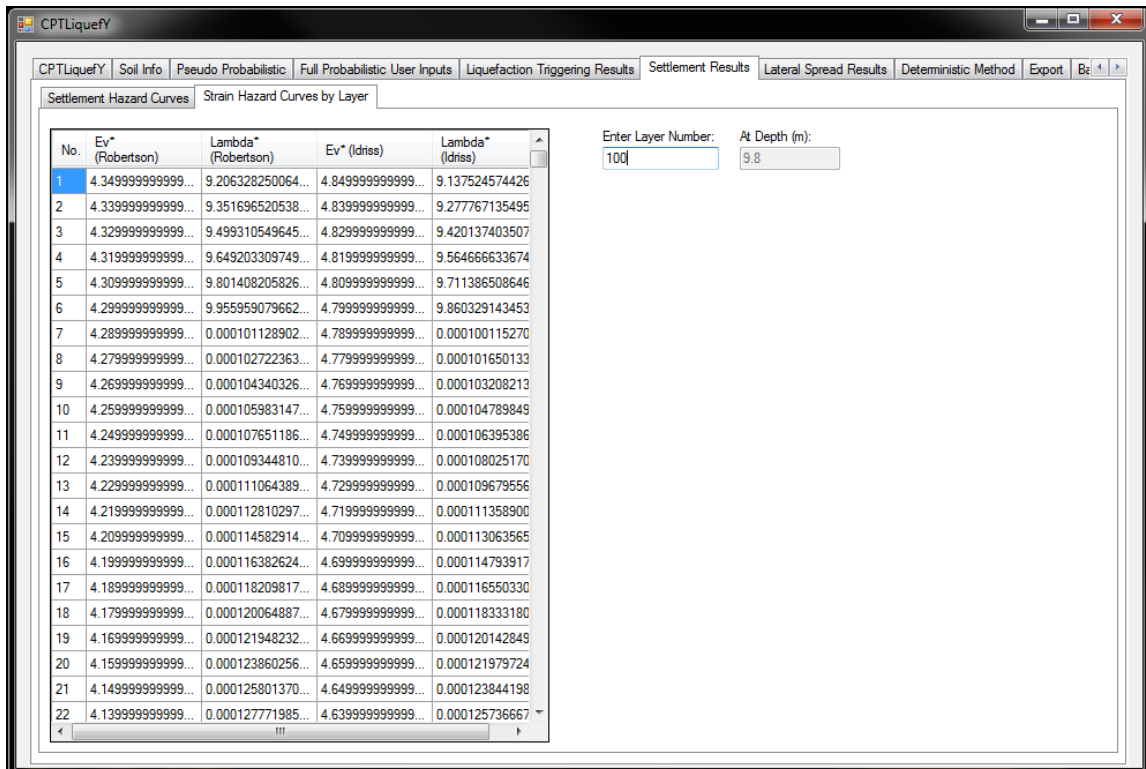 CPTLiquefY
CPTLiquefY Soil Info Pseudo Probabilistic Full Probabilistic User Inputs Liquefaction Triggering Results Settlement Results Lateral Spread Results Deterministic Method Export Ba
Settlement Hazard Curves Strain Hazard Curves by Layer
Enter Layer Number: At Depth (m):
100 9.8
No. Ev* (Robertson) Lambda* (Robertson) Ev* (Idriss) Lambda* (Idriss)
1 4.349999999999... 9.206328250064... 4.849999999999... 9.137524574426
2 4.339999999999... 9.351696520538... 4.839999999999... 9.277767135495
3 4.329999999999... 9.499310549645... 4.829999999999... 9.420137403507
4 4.319999999999... 9.649203309749... 4.819999999999... 9.564666633674
5 4.309999999999... 9.801408205826... 4.809999999999... 9.711386508646
6 4.299999999999... 9.955959079662... 4.799999999999... 9.860329143453
7 4.289999999999... 0.000101128902... 4.789999999999... 0.000100115270
8 4.279999999999... 0.000102722363... 4.779999999999... 0.000101650133
9 4.269999999999... 0.000104340326... 4.769999999999... 0.000103208213
10 4.259999999999... 0.000105983147... 4.759999999999... 0.000104789849
11 4.249999999999... 0.000107651186... 4.749999999999... 0.000106395386
12 4.239999999999... 0.000109344810... 4.739999999999... 0.000108025170
13 4.229999999999... 0.000111064389... 4.729999999999... 0.000109679556
14 4.219999999999... 0.000112810297... 4.719999999999... 0.000111358900
15 4.209999999999... 0.000114582914... 4.709999999999... 0.000113063565
16 4.199999999999... 0.000116382624... 4.699999999999... 0.000114793917
17 4.189999999999... 0.000118209817... 4.689999999999... 0.000116550330
18 4.179999999999... 0.000120064887... 4.679999999999... 0.000118333180
19 4.169999999999... 0.000121948232... 4.669999999999... 0.000120142849
20 4.159999999999... 0.000123860256... 4.659999999999... 0.000121979724
21 4.149999999999... 0.000125801370... 4.649999999999... 0.000123844198
22 4.139999999999... 0.000127771985... 4.639999999999... 0.000125736667